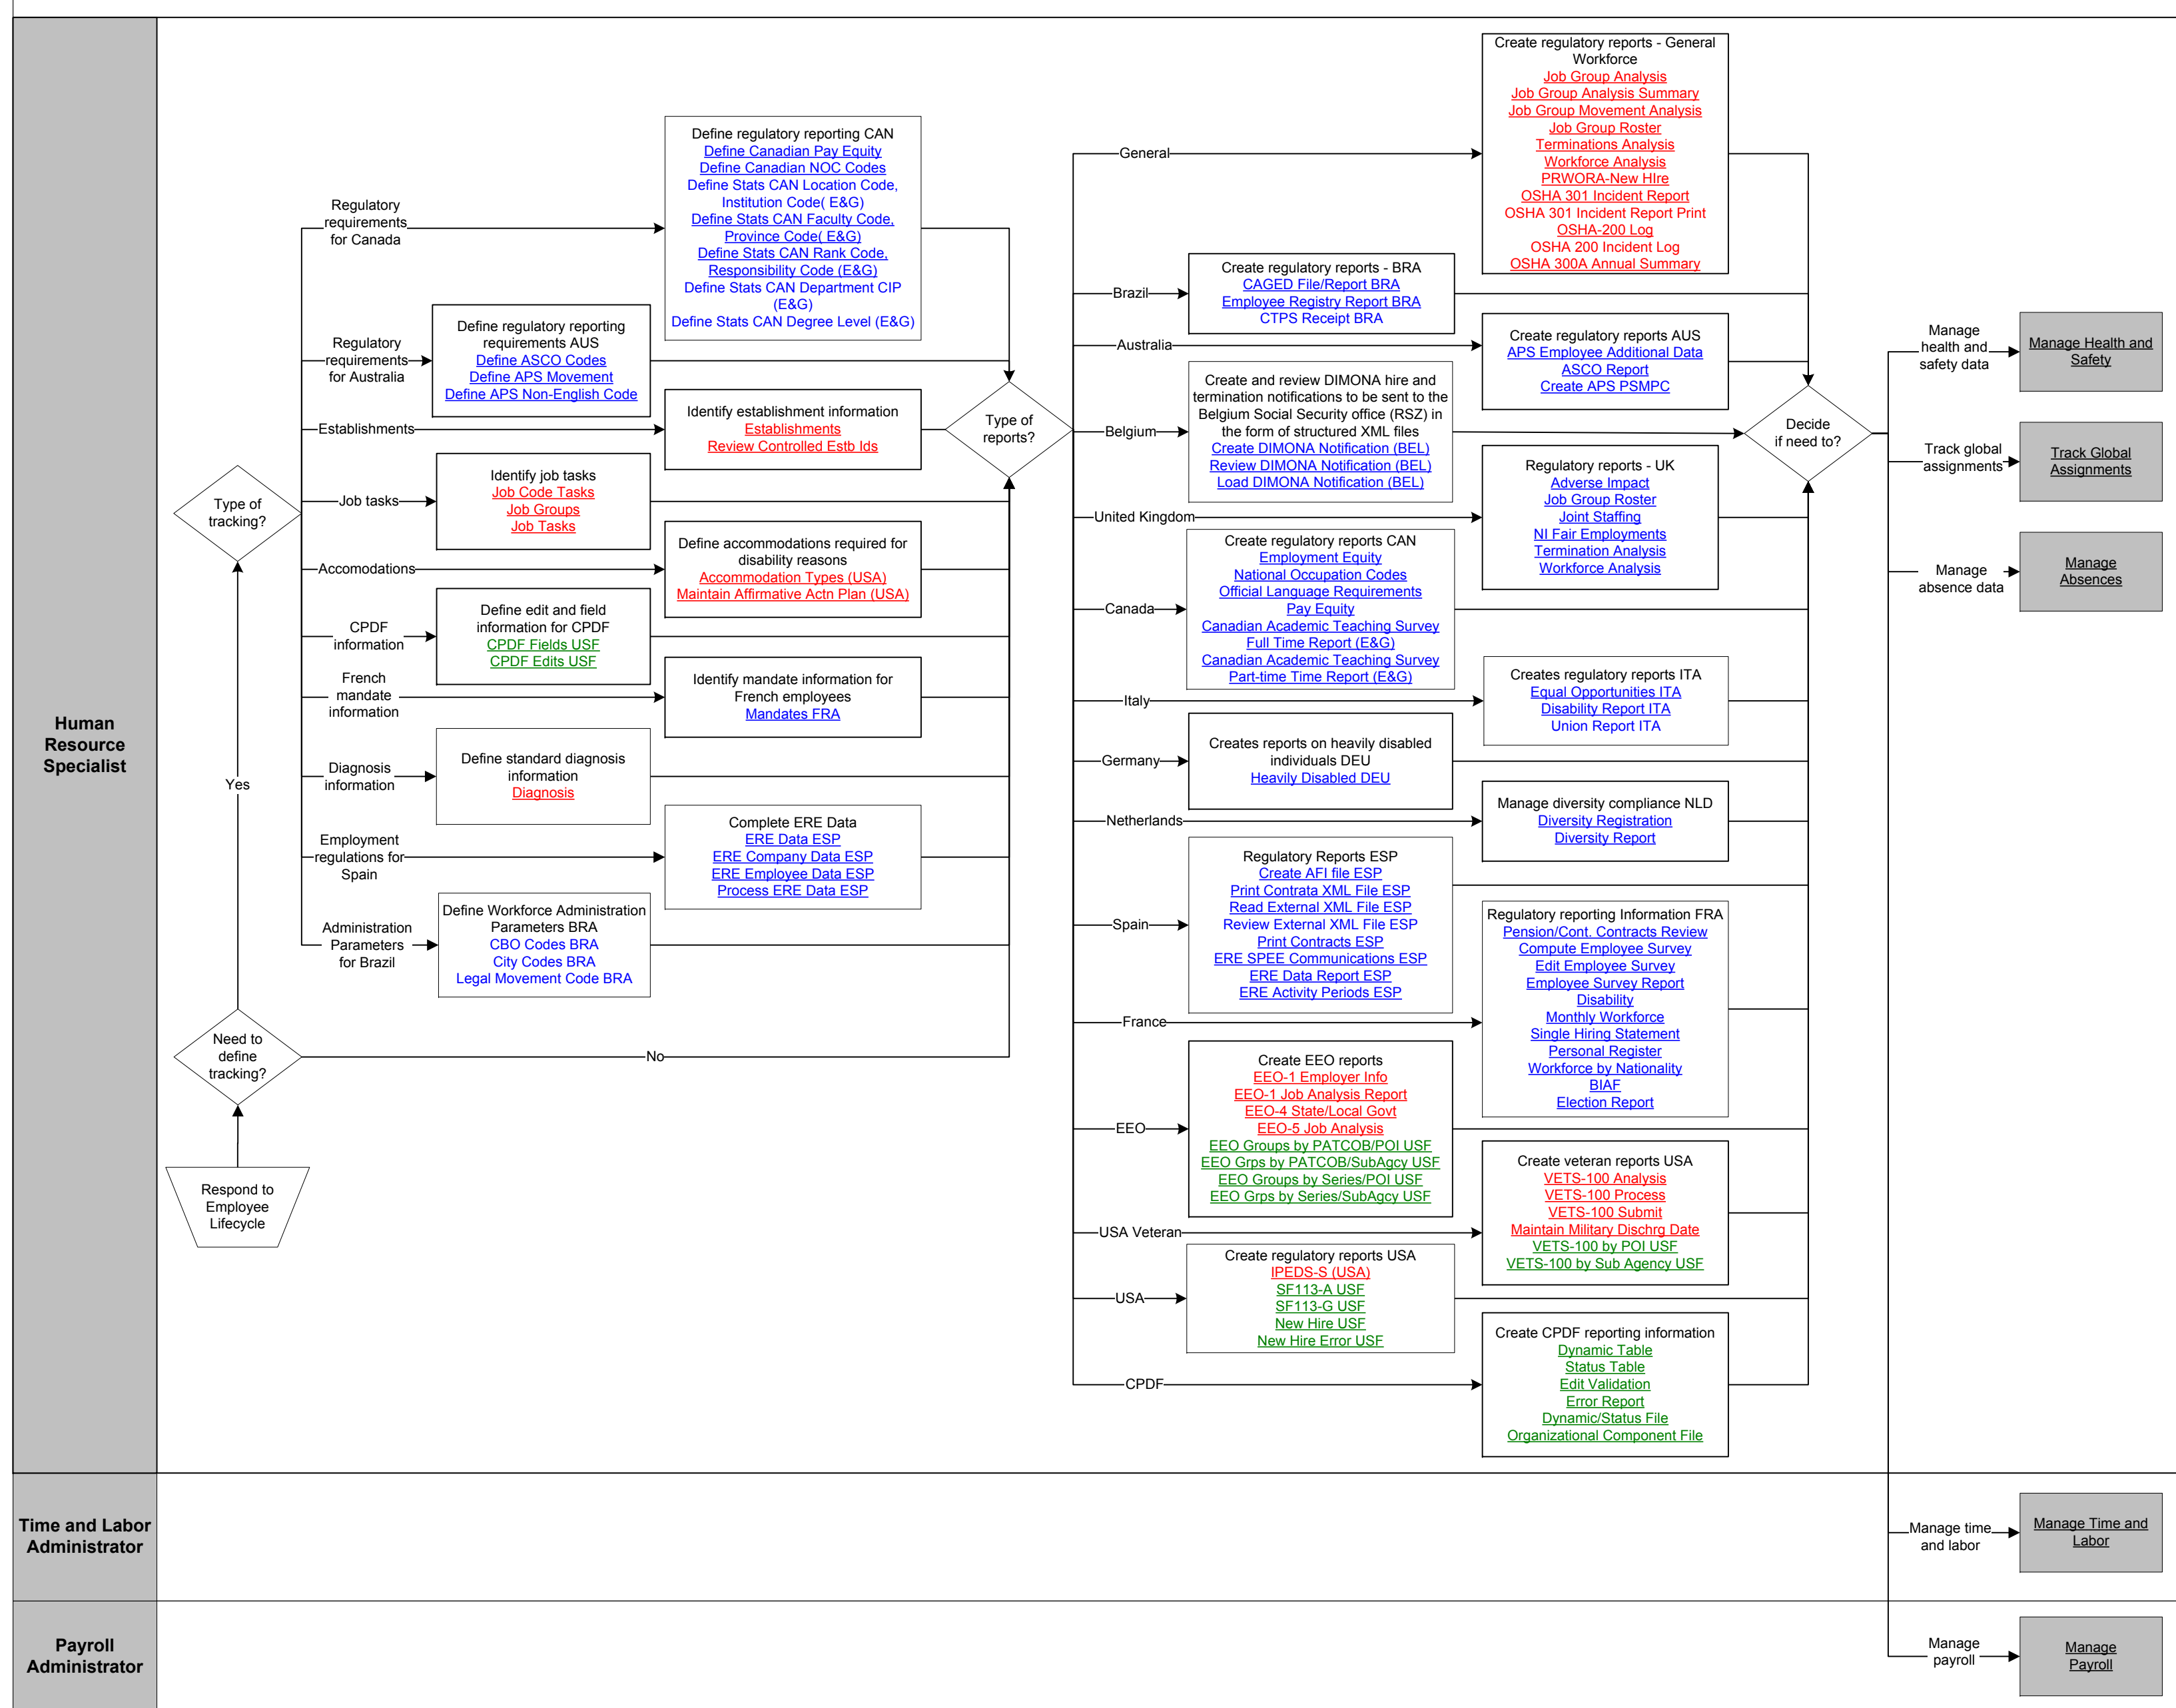 Human
Resource
Specialist
Respond to
Employee
Lifecycle
Need to
define
tracking?
Yes
No
Type of
tracking?
Regulatory
requirements
for Canada
Define regulatory reporting CAN
Define Canadian Pay Equity
Define Canadian NOC Codes
Define Stats CAN Location Code,
Institution Code( E&G)
Define Stats CAN Faculty Code,
Province Code( E&G)
Define Stats CAN Rank Code,
Responsibility Code (E&G)
Define Stats CAN Department CIP
(E&G)
Define Stats CAN Degree Level (E&G)
Regulatory
requirements
for Australia
Define regulatory reporting
requirements AUS
Define ASCO Codes
Define APS Movement
Define APS Non-English Code
Establishments
Identify establishment information
Establishments
Review Controlled Estb Ids
Job tasks
Identify job tasks
Job Code Tasks
Job Groups
Job Tasks
Accomodations
Define accommodations required for
disability reasons
Accommodation Types (USA)
Maintain Affirmative Actn Plan (USA)
CPDF
information
Define edit and field
information for CPDF
CPDF Fields USF
CPDF Edits USF
French
mandate
information
Identify mandate information for
French employees
Mandates FRA
Diagnosis
information
Define standard diagnosis
information
Diagnosis
Employment
regulations for
Spain
Complete ERE Data
ERE Data ESP
ERE Company Data ESP
ERE Employee Data ESP
Process ERE Data ESP
Administration
Parameters
for Brazil
Define Workforce Administration
Parameters BRA
CBO Codes BRA
City Codes BRA
Legal Movement Code BRA
Type of
reports?
General
Create regulatory reports - General
Workforce
Job Group Analysis
Job Group Analysis Summary
Job Group Movement Analysis
Job Group Roster
Terminations Analysis
Workforce Analysis
PRWORA-New HIre
OSHA 301 Incident Report
OSHA 301 Incident Report Print
OSHA-200 Log
OSHA 200 Incident Log
OSHA 300A Annual Summary
Brazil
Create regulatory reports - BRA
CAGED File/Report BRA
Employee Registry Report BRA
CTPS Receipt BRA
Australia
Create regulatory reports AUS
APS Employee Additional Data
ASCO Report
Create APS PSMPC
Belgium
Create and review DIMONA hire and
termination notifications to be sent to the
Belgium Social Security office (RSZ) in
the form of structured XML files
Create DIMONA Notification (BEL)
Review DIMONA Notification (BEL)
Load DIMONA Notification (BEL)
United Kingdom
Regulatory reports - UK
Adverse Impact
Job Group Roster
Joint Staffing
NI Fair Employments
Termination Analysis
Workforce Analysis
Canada
Create regulatory reports CAN
Employment Equity
National Occupation Codes
Official Language Requirements
Pay Equity
Canadian Academic Teaching Survey
Full Time Report (E&G)
Canadian Academic Teaching Survey
Part-time Time Report (E&G)
Italy
Creates regulatory reports ITA
Equal Opportunities ITA
Disability Report ITA
Union Report ITA
Germany
Creates reports on heavily disabled
individuals DEU
Heavily Disabled DEU
Netherlands
Manage diversity compliance NLD
Diversity Registration
Diversity Report
Spain
Regulatory Reports ESP
Create AFI file ESP
Print Contrata XML File ESP
Read External XML File ESP
Review External XML File ESP
Print Contracts ESP
ERE SPEE Communications ESP
ERE Data Report ESP
ERE Activity Periods ESP
France
Regulatory reporting Information FRA
Pension/Cont. Contracts Review
Compute Employee Survey
Edit Employee Survey
Employee Survey Report
Disability
Monthly Workforce
Single Hiring Statement
Personal Register
Workforce by Nationality
BIAF
Election Report
EEO
Create EEO reports
EEO-1 Employer Info
EEO-1 Job Analysis Report
EEO-4 State/Local Govt
EEO-5 Job Analysis
EEO Groups by PATCOB/POI USF
EEO Grps by PATCOB/SubAgcy USF
EEO Groups by Series/POI USF
EEO Grps by Series/SubAgcy USF
USA Veteran
Create veteran reports USA
VETS-100 Analysis
VETS-100 Process
VETS-100 Submit
Maintain Military Dischrg Date
VETS-100 by POI USF
VETS-100 by Sub Agency USF
USA
Create regulatory reports USA
IPEDS-S (USA)
SF113-A USF
SF113-G USF
New Hire USF
New Hire Error USF
CPDF
Create CPDF reporting information
Dynamic Table
Status Table
Edit Validation
Error Report
Dynamic/Status File
Organizational Component File
Decide
if need to?
Manage
health and
safety data
Manage Health and
Safety
Track global
assignments
Track Global
Assignments
Manage
absence data
Manage
Absences
Time and Labor
Administrator
Manage time
and labor
Manage Time and
Labor
Payroll
Administrator
Manage
payroll
Manage
Payroll